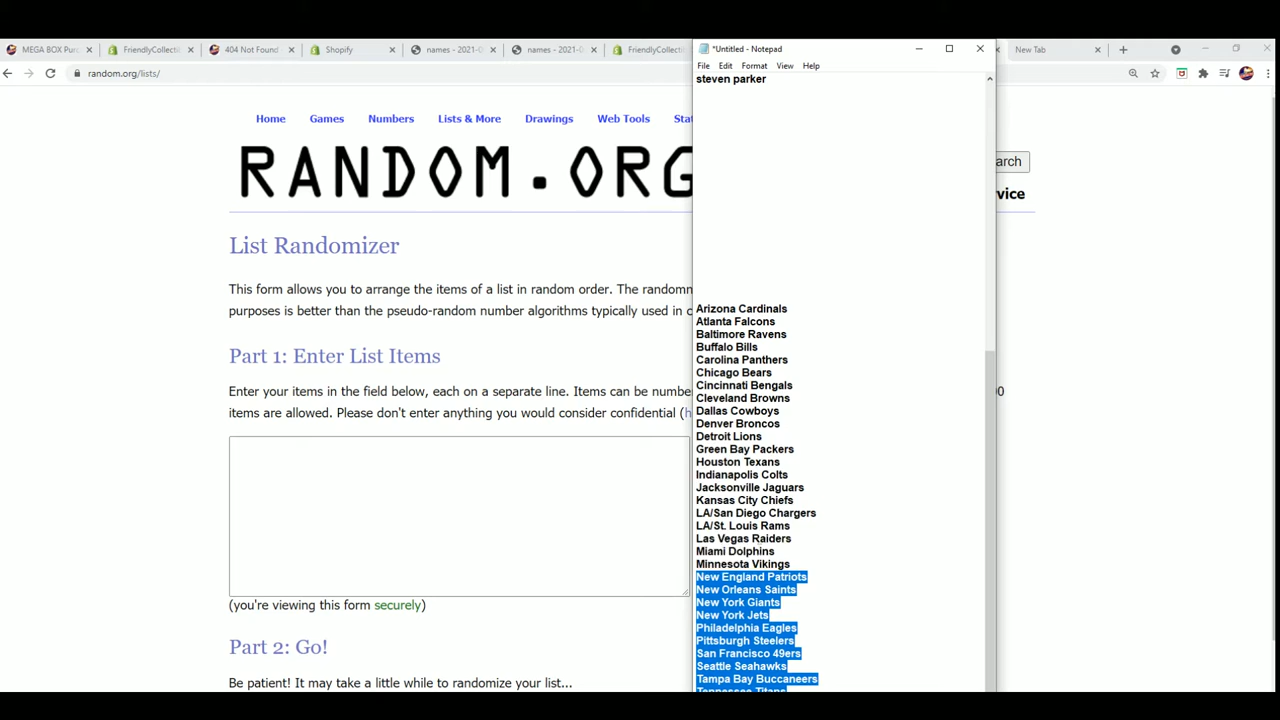 MEGA BOX Pur
FriendlyCollecti
404 Not Found
Shopify
names - 2021-0
names - 2021-0
FriendlyCollecti
*Untitled - Notepad
New Tab
random.org/lists/
File Edit Format View Help
steven parker
Home Games Numbers Lists & More Drawings Web Tools Stat
RANDOM.ORG
arch
vice
List Randomizer
This form allows you to arrange the items of a list in random order. The randomn
purposes is better than the pseudo-random number algorithms typically used in c
Part 1: Enter List Items
Enter your items in the field below, each on a separate line. Items can be numbe
00
items are allowed. Please don't enter anything you would consider confidential (h
(you're viewing this form securely)
Part 2: Go!
Be patient! It may take a little while to randomize your list...
Arizona Cardinals
Atlanta Falcons
Baltimore Ravens
Buffalo Bills
Carolina Panthers
Chicago Bears
Cincinnati Bengals
Cleveland Browns
Dallas Cowboys
Denver Broncos
Detroit Lions
Green Bay Packers
Houston Texans
Indianapolis Colts
Jacksonville Jaguars
Kansas City Chiefs
LA/San Diego Chargers
LA/St. Louis Rams
Las Vegas Raiders
Miami Dolphins
Minnesota Vikings
New England Patriots
New Orleans Saints
New York Giants
New York Jets
Philadelphia Eagles
Pittsburgh Steelers
San Francisco 49ers
Seattle Seahawks
Tampa Bay Buccaneers
Tennessee Titans